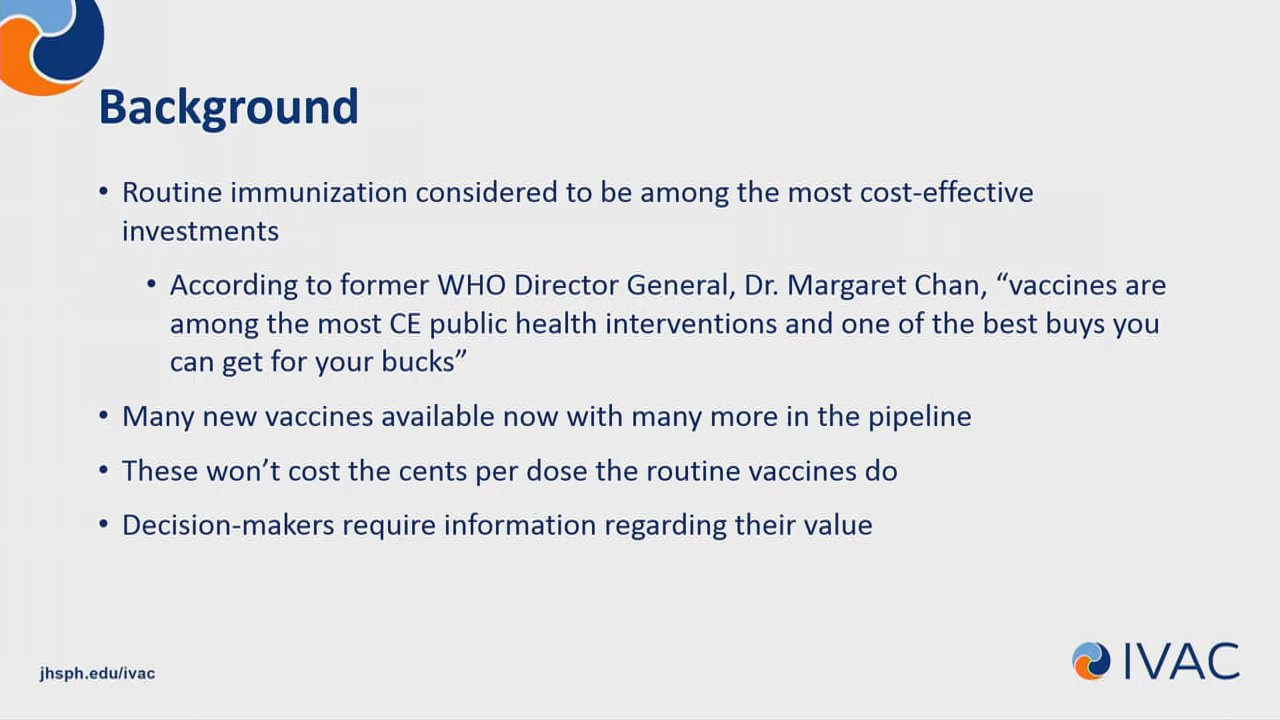 Background
• Routine immunization considered to be among the most cost-effective
investments
• According to former WHO Director General, Dr. Margaret Chan, “vaccines are
among the most CE public health interventions and one of the best buys you
can get for your bucks”
• Many new vaccines available now with many more in the pipeline
• These won’t cost the cents per dose the routine vaccines do
• Decision-makers require information regarding their value
jhsph.edu/ivac
IVAC